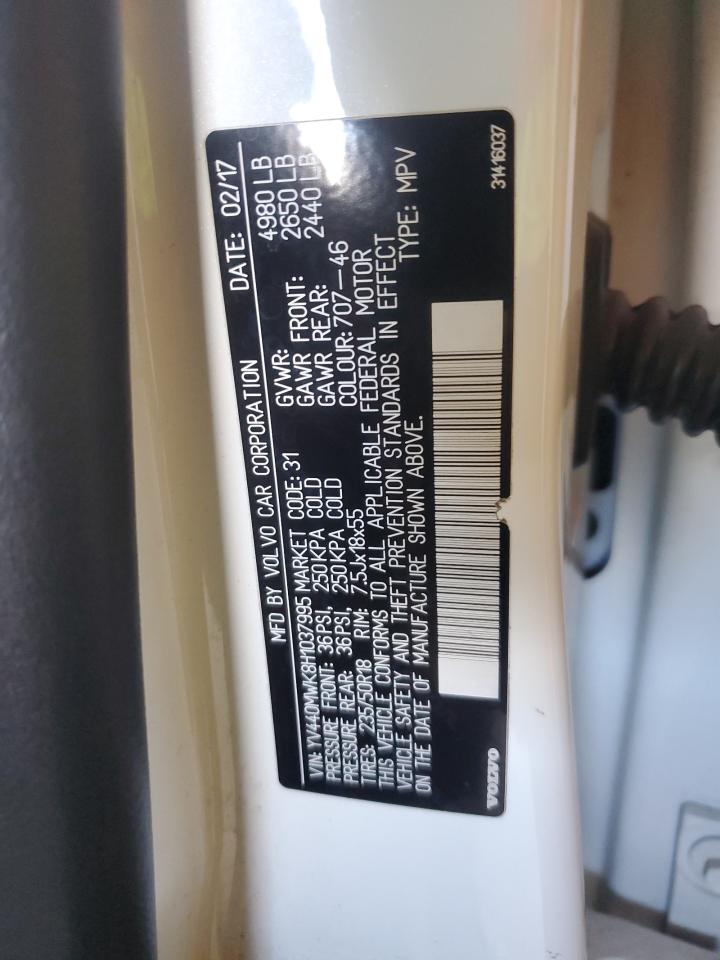 MFD BY VOLVO CAR CORPORATION DATE: 02/17
VIN: YV440MWK8H1037995 MARKET CODE: 31 GVWR: 4980 LB
PRESSURE FRONT: 36PSI, 250KPA COLD GAWR FRONT: 2650 LB
PRESSURE REAR: 36PSI, 250KPA COLD GAWR REAR: 2440 LB
TIRES: 235/50R18 RIM: 7.5Jx18x55 COLOUR: 707-46
THIS VEHICLE CONFORMS TO ALL APPLICABLE FEDERAL MOTOR
VEHICLE SAFETY AND THEFT PREVENTION STANDARDS IN EFFECT
ON THE DATE OF MANUFACTURE SHOWN ABOVE. TYPE: MPV
VOLVO 31416037